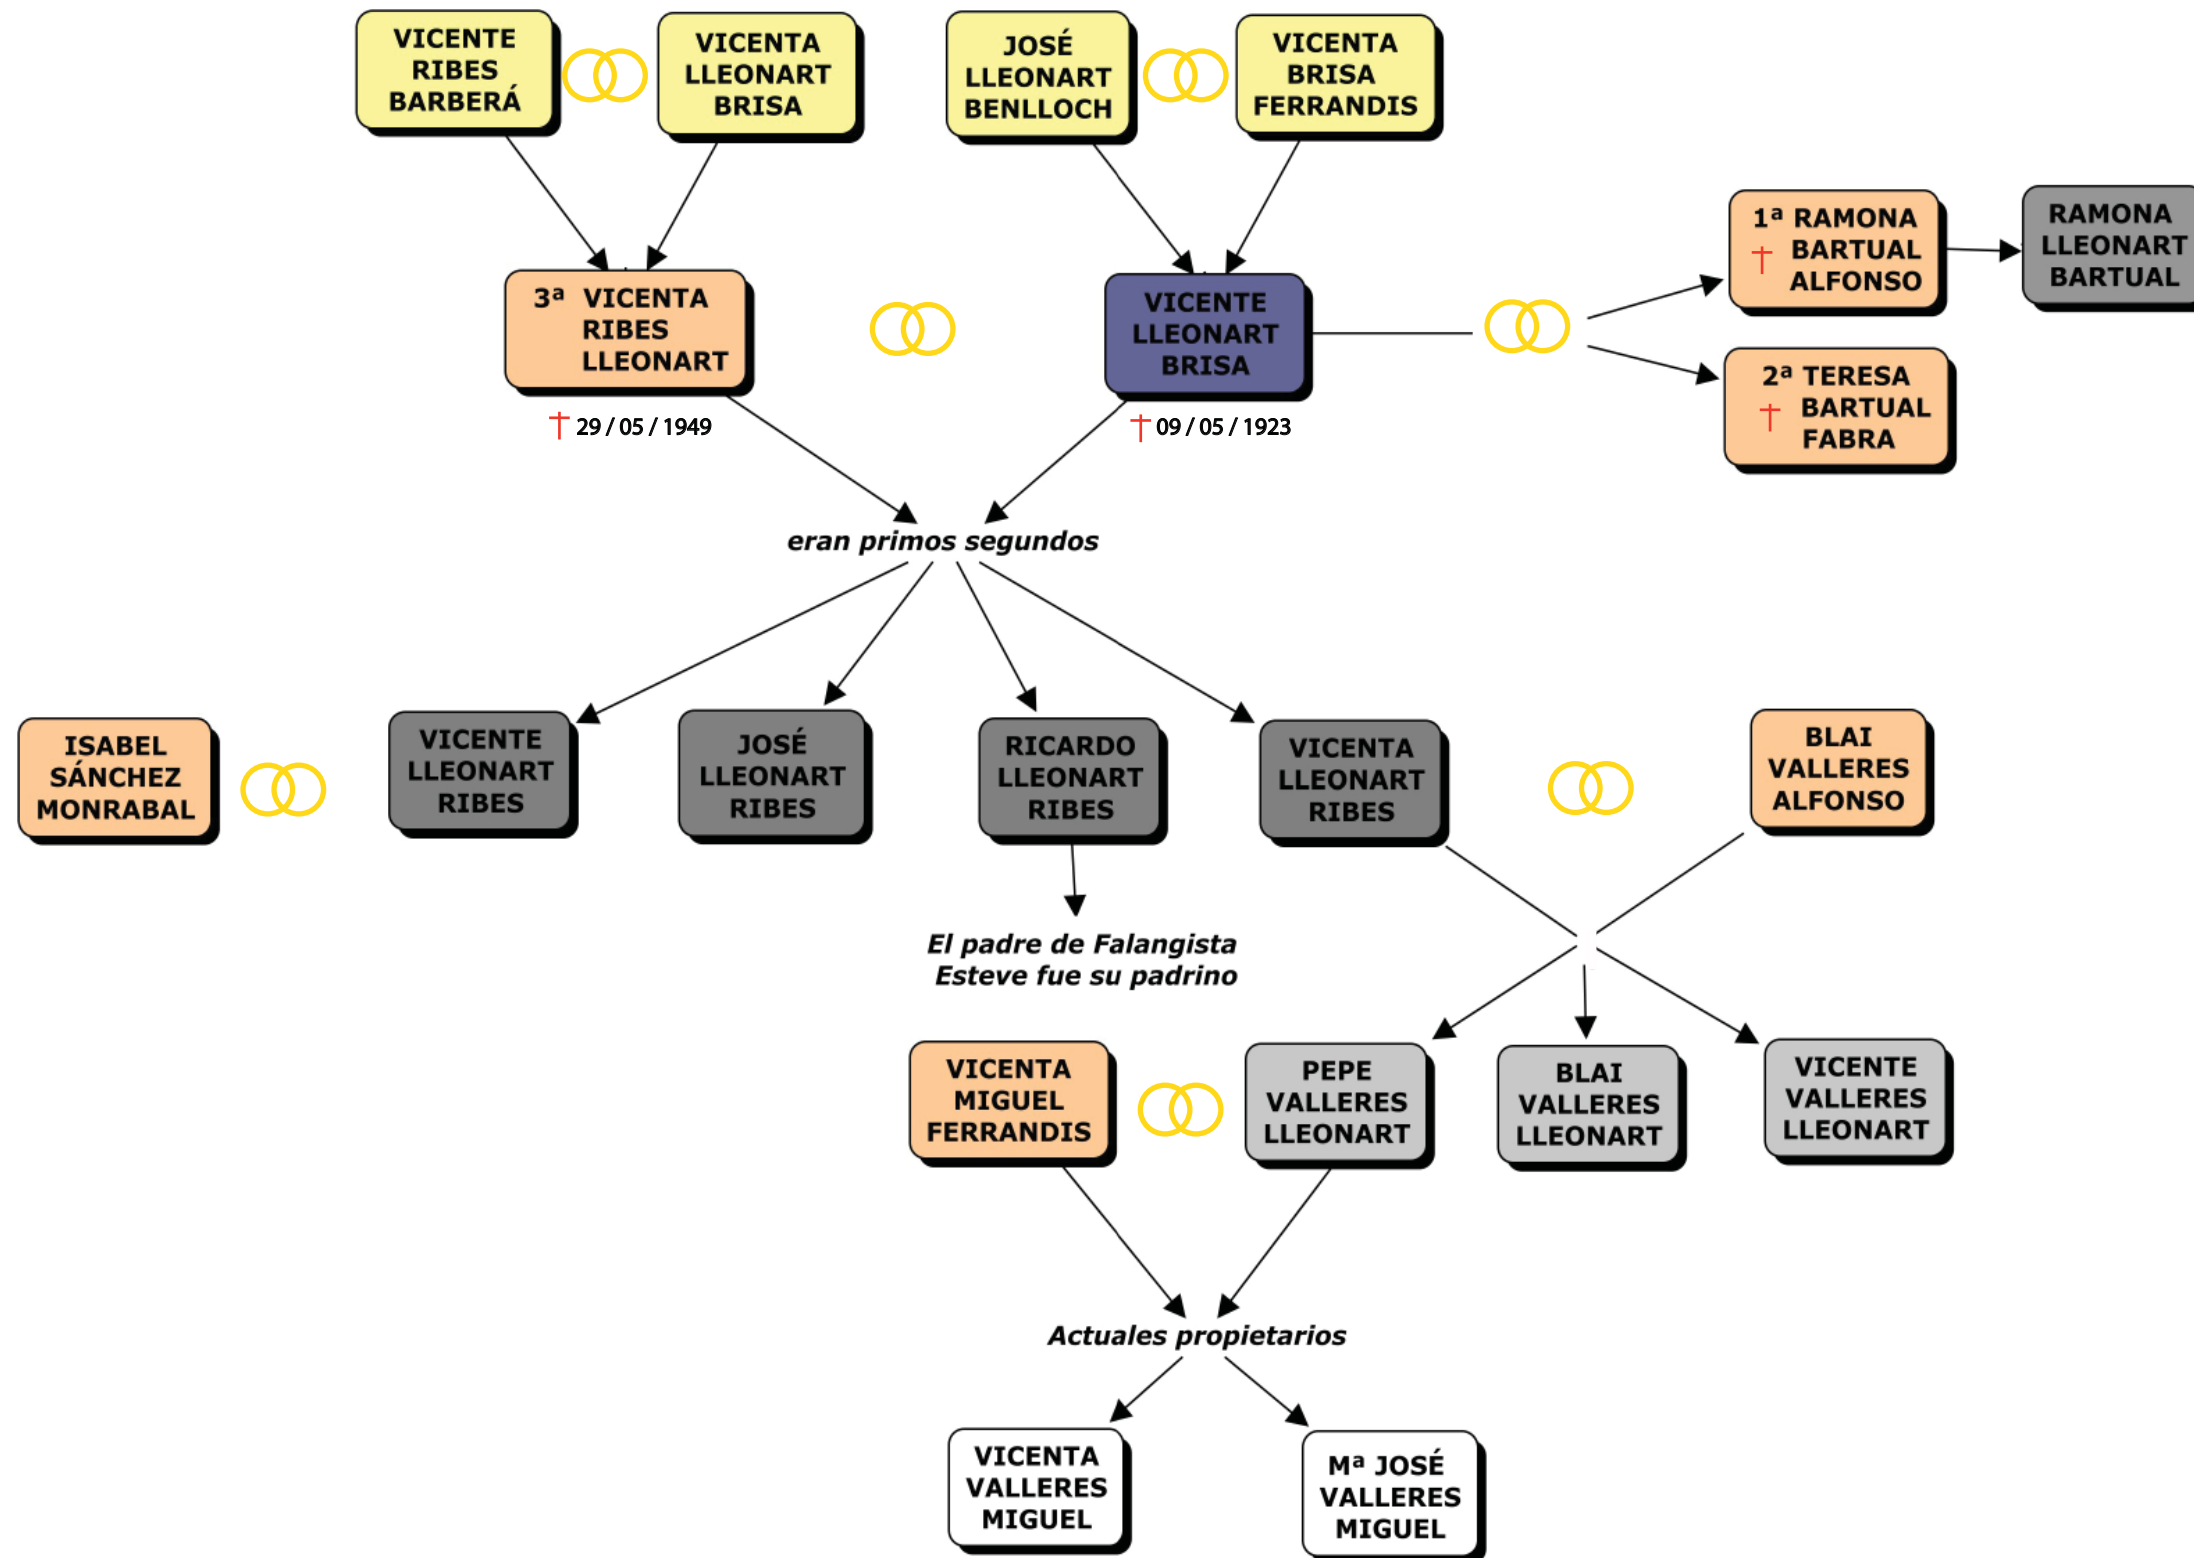 VICENTE
RIBES
BARBERÁ
VICENTA
LLEONART
BRISA
JOSÉ
LLEONART
BENLLOCH
VICENTA
BRISA
FERRANDIS
1ª RAMONA
† BARTUAL
ALFONSO
RAMONA
LLEONART
BARTUAL
3ª VICENTA
RIBES
LLEONART
VICENTE
LLEONART
BRISA
2ª TERESA
† BARTUAL
FABRA
† 29 / 05 / 1949
† 09 / 05 / 1923
eran primos segundos
ISABEL
SÁNCHEZ
MONRABAL
VICENTE
LLEONART
RIBES
JOSÉ
LLEONART
RIBES
RICARDO
LLEONART
RIBES
VICENTA
LLEONART
RIBES
BLAI
VALLERES
ALFONSO
El padre de Falangista
Esteve fue su padrino
VICENTA
MIGUEL
FERRANDIS
PEPE
VALLERES
LLEONART
BLAI
VALLERES
LLEONART
VICENTE
VALLERES
LLEONART
Actuales propietarios
VICENTA
VALLERES
MIGUEL
Mª JOSÉ
VALLERES
MIGUEL